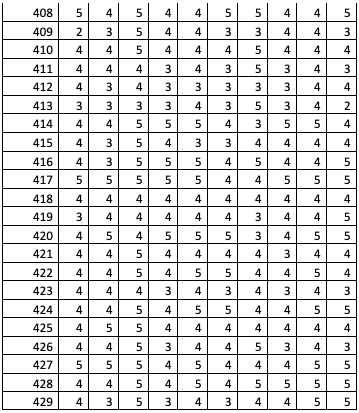 408 5 4 5 4 4 5 5 4 4 5
409 2 3 5 4 4 3 3 4 4 3
410 4 4 5 4 4 4 5 4 4 4
411 4 4 4 3 4 3 5 3 4 3
412 4 3 4 3 3 3 3 3 4 4
413 3 3 3 3 4 3 5 3 4 2
414 4 4 5 5 5 4 3 5 5 4
415 4 3 5 4 3 3 4 4 4 4
416 4 3 5 5 5 4 5 4 4 5
417 5 5 5 5 5 4 4 5 5 5
418 4 4 4 4 4 4 4 4 4 4
419 3 4 4 4 4 4 3 4 4 5
420 4 5 4 5 5 5 3 4 5 5
421 4 4 5 4 4 4 4 3 4 4
422 4 4 5 4 5 5 4 4 5 4
423 4 4 4 3 4 3 4 3 4 3
424 4 4 5 4 5 5 4 4 5 5
425 4 5 5 4 4 4 4 4 4 4
426 4 4 5 3 4 4 5 3 4 3
427 5 5 5 4 5 4 4 4 5 5
428 4 4 5 4 5 4 5 5 5 5
429 4 3 5 3 4 3 4 4 5 5